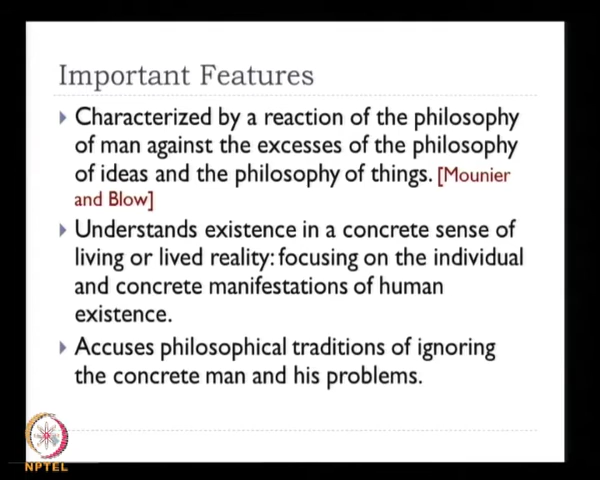 Important Features
Characterized by a reaction of the philosophy
of man against the excesses of the philosophy
of ideas and the philosophy of things. [Mounier
and Blow]
Understands existence in a concrete sense of
living or lived reality: focusing on the individual
and concrete manifestations of human
existence.
Accuses philosophical traditions of ignoring
the concrete man and his problems.
NPTEL